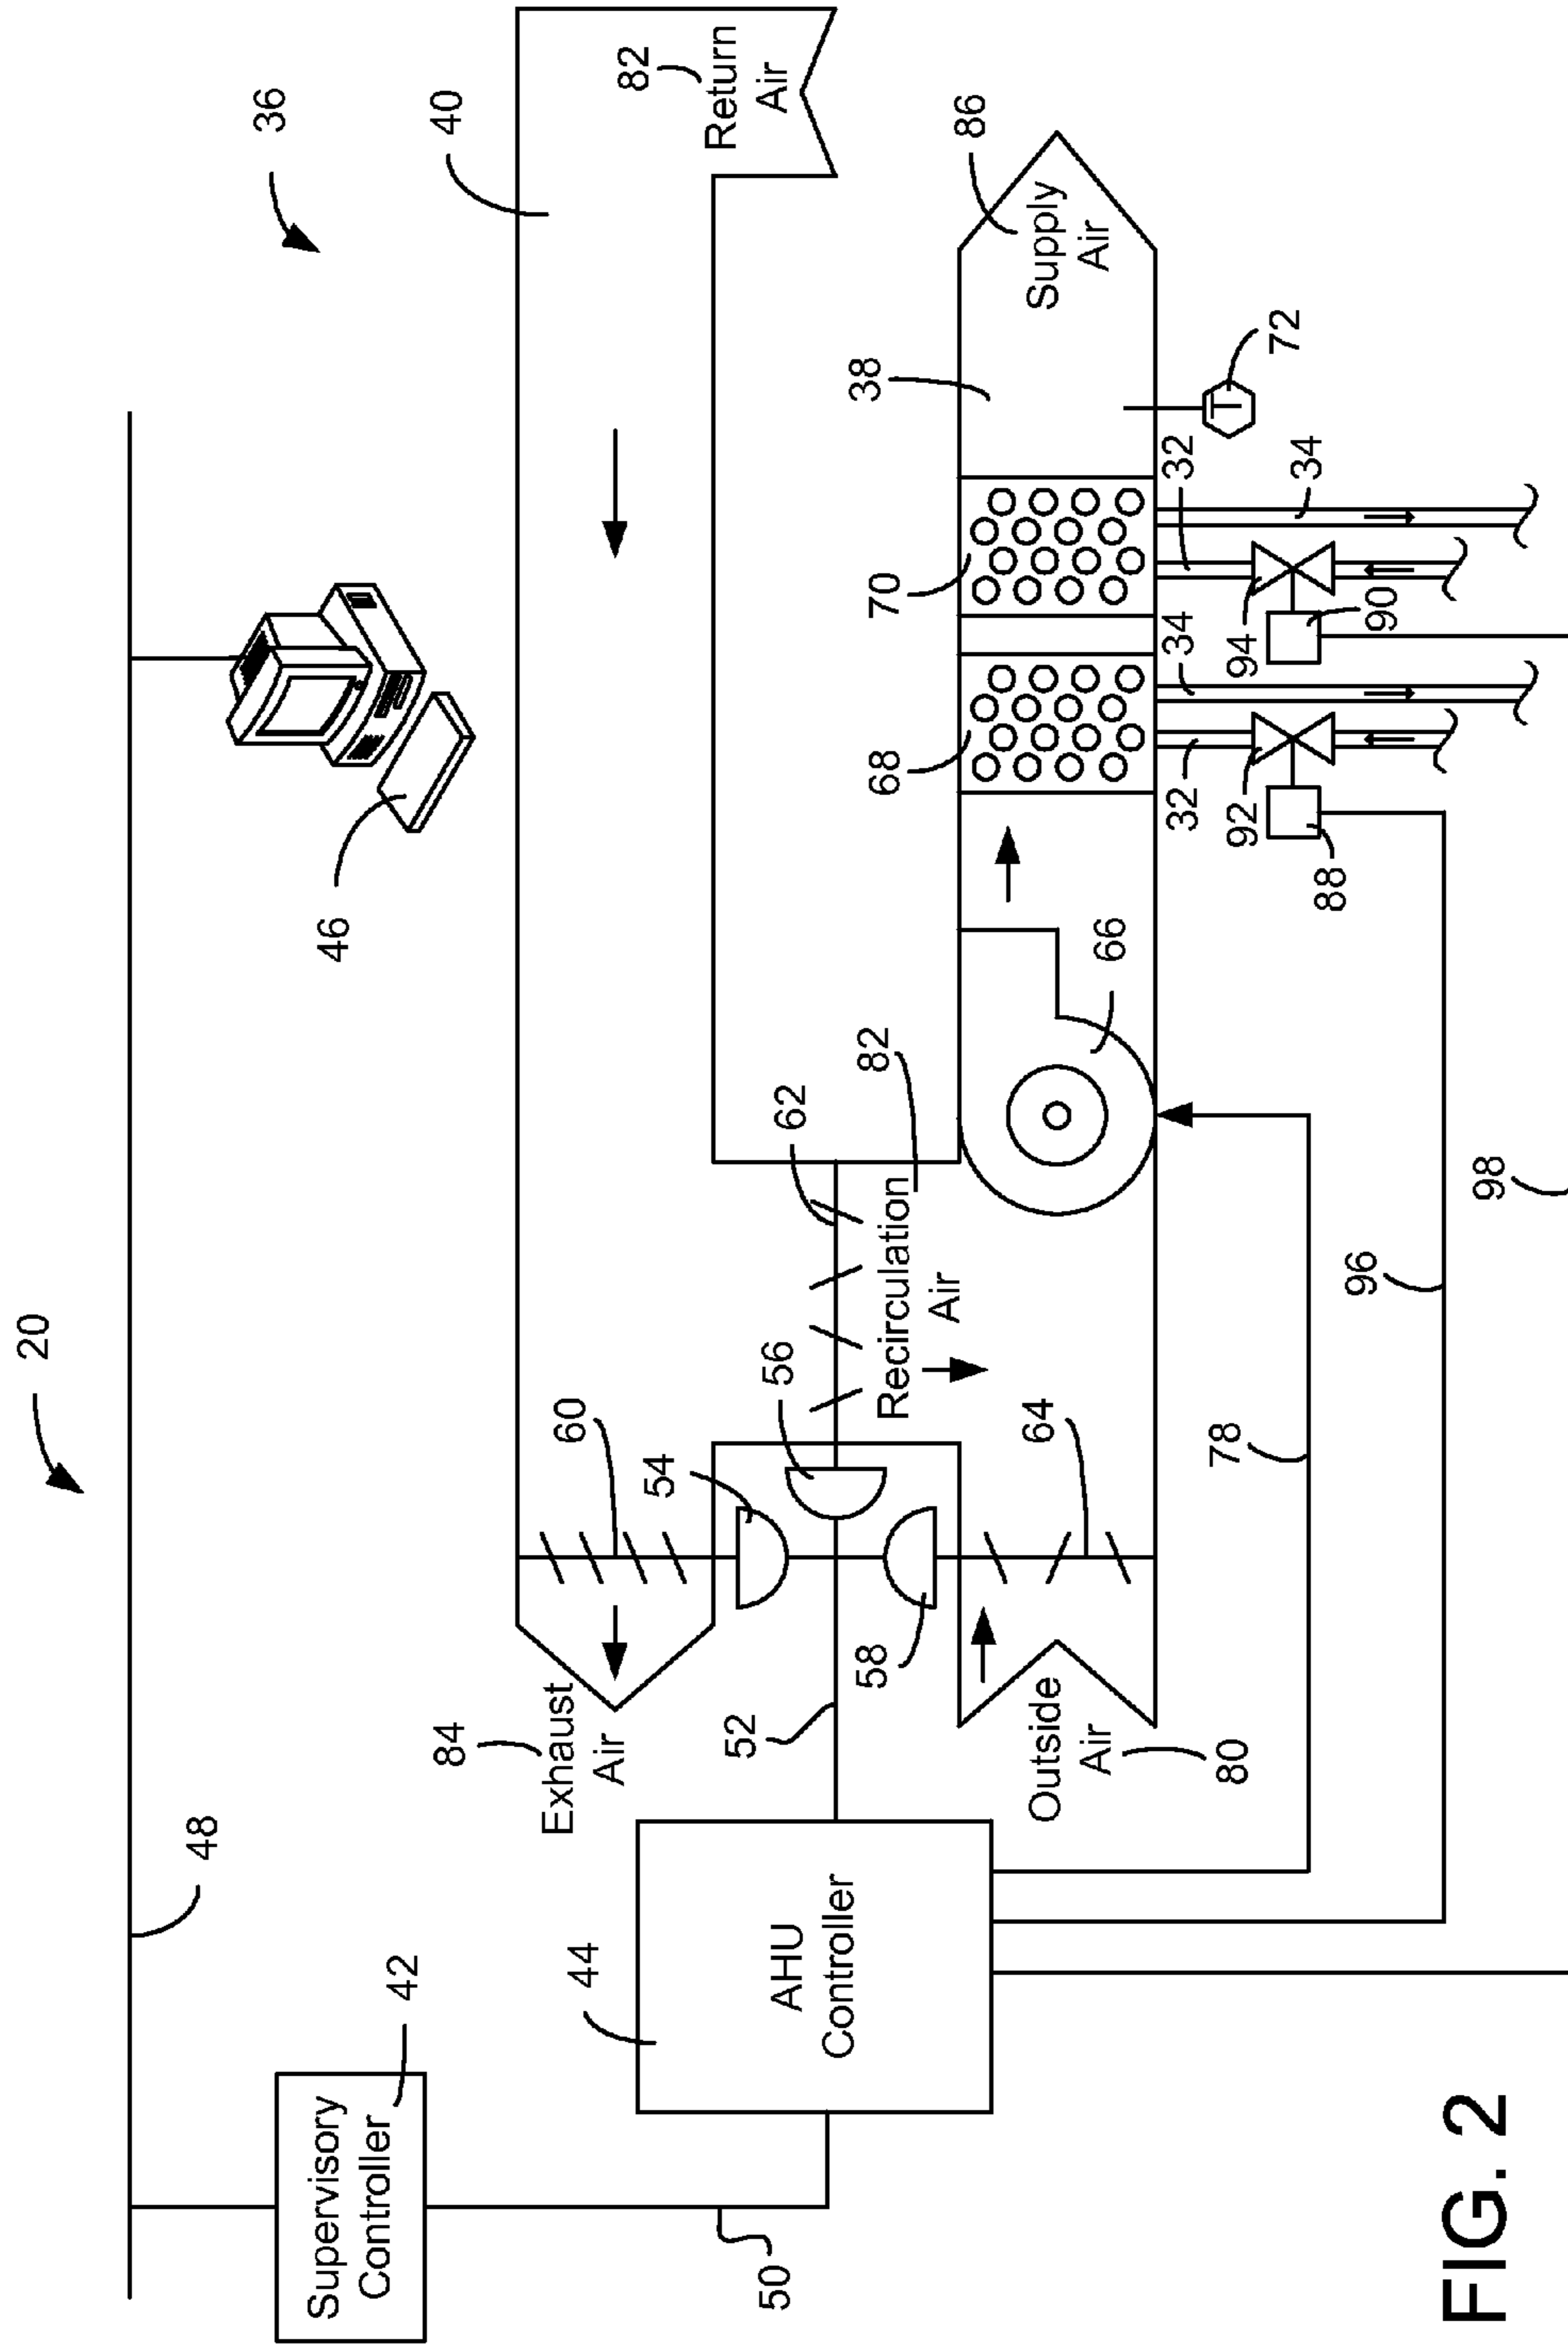 20
36
48
Supervisory
Controller
42
46
40
Return
Air
82
50
44
AHU
Controller
84
Exhaust
Air
60
54
56
62
82
Recirculation
Air
52
58
Outside
Air
80
64
66
68
70
38
Supply
Air
86
78
32
34
32
34
72
T
92
94
88
90
96
98
FIG. 2